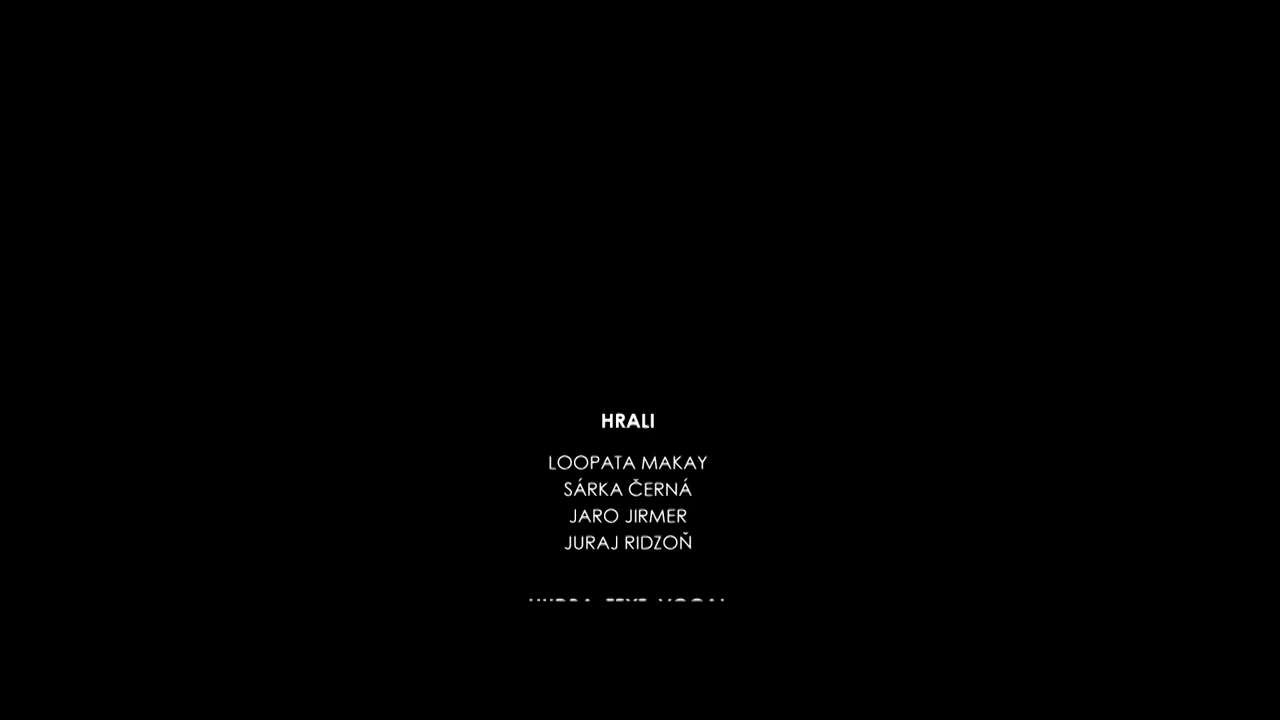 HRALI
LOOPATA MAKAY
SÁRKA ČERNÁ
JARO JIRMER
JURAJ RIDZOŇ